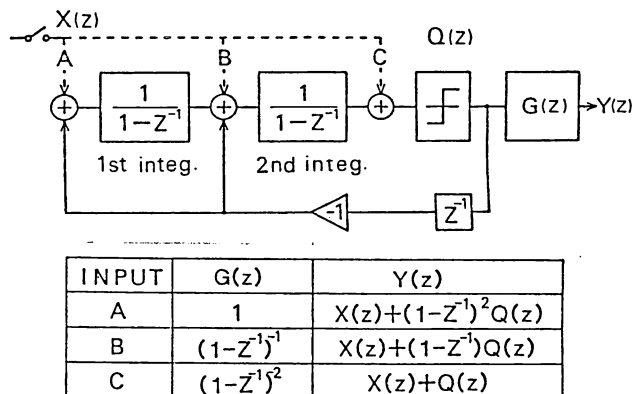 X(z)
A
B
C
Q(z)
+
1
1-Z⁻¹
+
1
1-Z⁻¹
+
G(z)
Y(z)
1st integ.
2nd integ.
-1
Z⁻¹
INPUT G(z) Y(z)
A 1 X(z)+(1-Z⁻¹)²Q(z)
B (1-Z⁻¹)⁻¹ X(z)+(1-Z⁻¹)Q(z)
C (1-Z⁻¹)⁻² X(z)+Q(z)